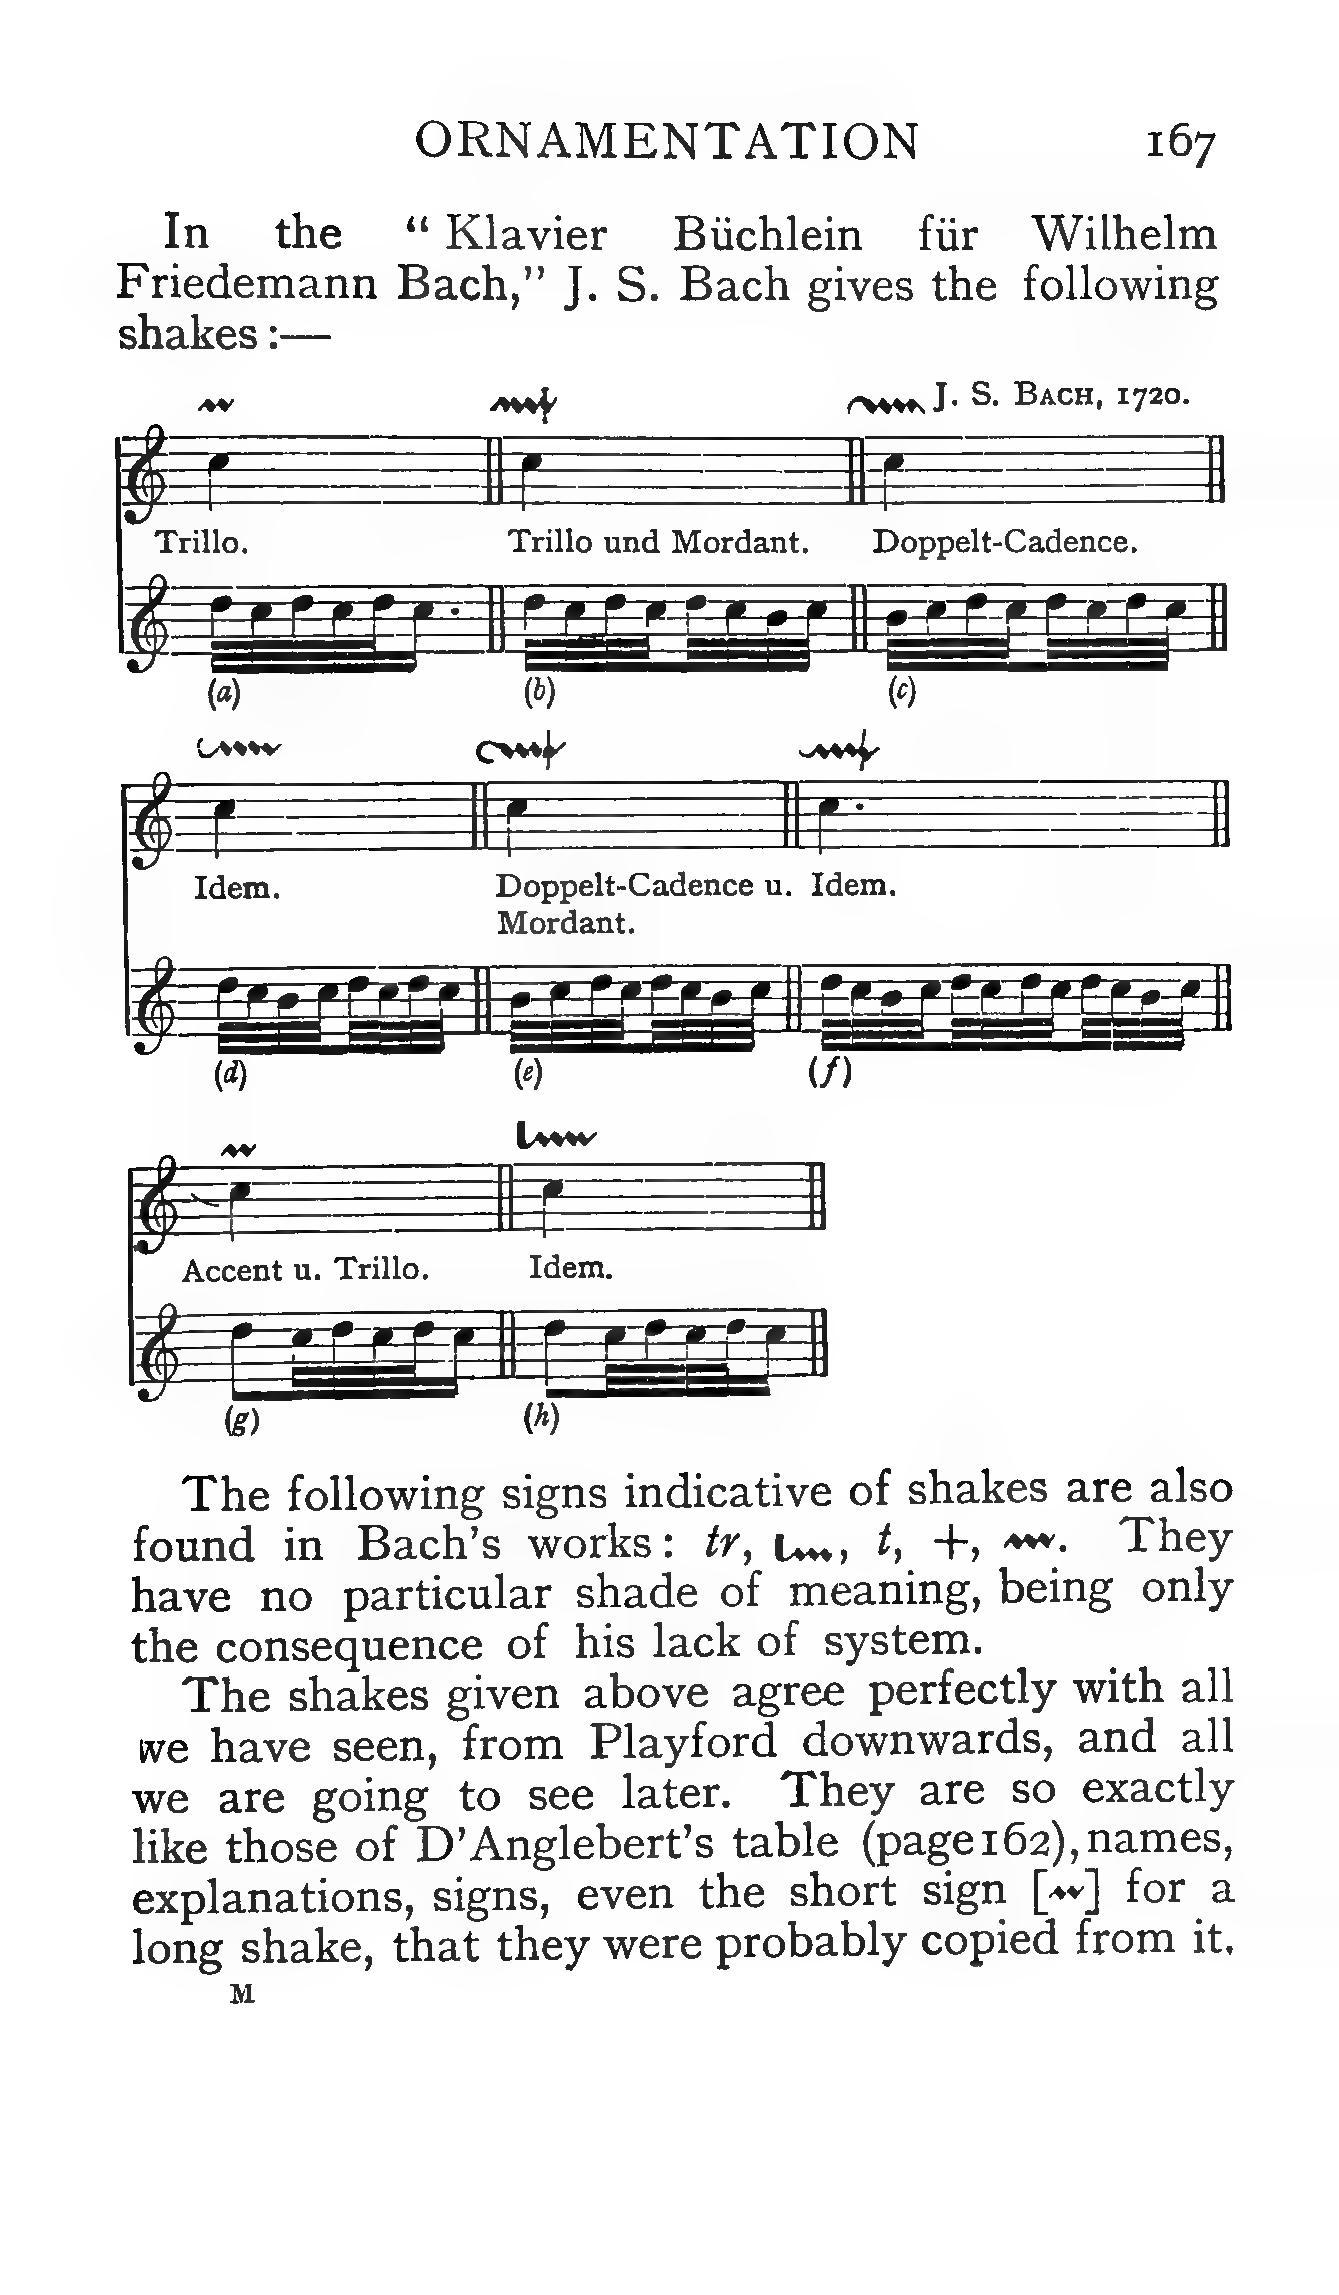 ORNAMENTATION 167
In the “ Klavier Büchlein für Wilhelm
Friedemann Bach,” J. S. Bach gives the following
shakes :—
J. S. BACH, 1720.
Trillo. Trillo und Mordant. Doppelt-Cadence.
(a) (b) (c)
Idem. Doppelt-Cadence u. Idem.
Mordant.
(d) (e) (f)
Accent u. Trillo. Idem.
(g) (h)
The following signs indicative of shakes are also
found in Bach’s works : tr, , t, +, . They
have no particular shade of meaning, being only
the consequence of his lack of system.
The shakes given above agree perfectly with all
we have seen, from Playford downwards, and all
we are going to see later. They are so exactly
like those of D’Anglebert’s table (page 162), names,
explanations, signs, even the short sign [ ] for a
long shake, that they were probably copied from it.
M